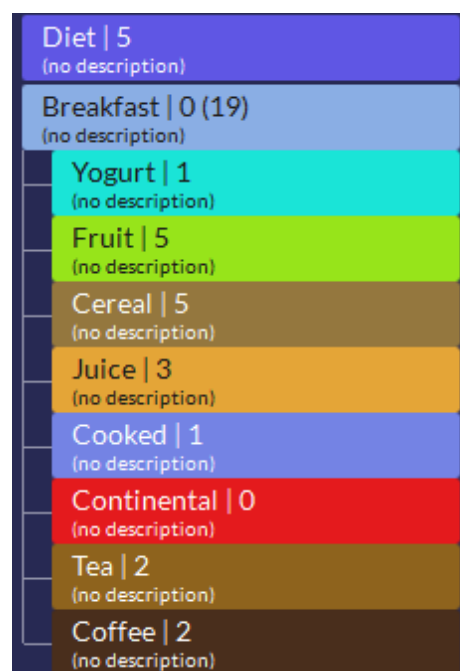 Diet | 5
(no description)
Breakfast | 0 (19)
(no description)
Yogurt | 1
(no description)
Fruit | 5
(no description)
Cereal | 5
(no description)
Juice | 3
(no description)
Cooked | 1
(no description)
Continental | 0
(no description)
Tea | 2
(no description)
Coffee | 2
(no description)